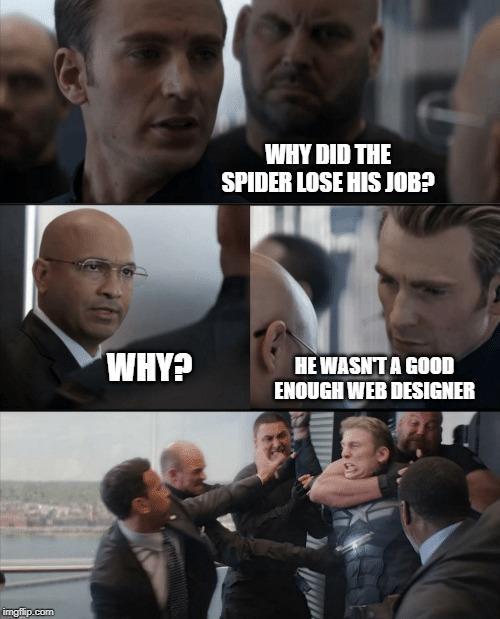 WHY DID THE
SPIDER LOSE HIS JOB?
WHY?
HE WASN'T A GOOD
ENOUGH WEB DESIGNER
imgflip.com